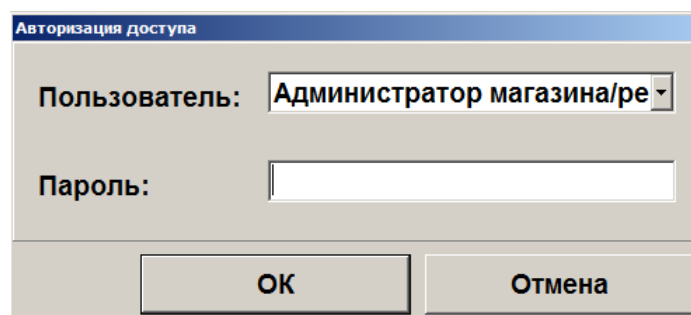 Авторизация доступа
Пользователь: Администратор магазина/ре
Пароль:
ОК Отмена